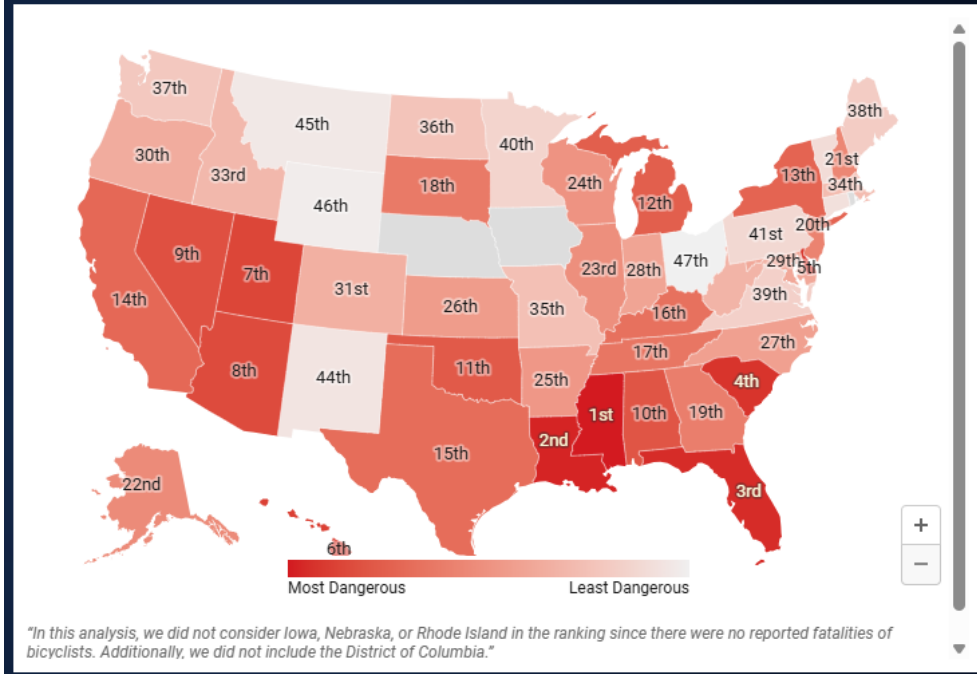 37th
38th
45th
36th
40th
30th
21st
33rd
13th
34th
18th
24th
46th
12th
20th
41st
9th
47th
29th
5th
7th
23rd
28th
31st
39th
14th
26th
35th
16th
27th
17th
8th
11th
44th
25th
4th
1st
10th
19th
2nd
15th
22nd
3rd
6th
+
−
Most Dangerous
Least Dangerous
“In this analysis, we did not consider Iowa, Nebraska, or Rhode Island in the ranking since there were no reported fatalities of
bicyclists. Additionally, we did not include the District of Columbia.”